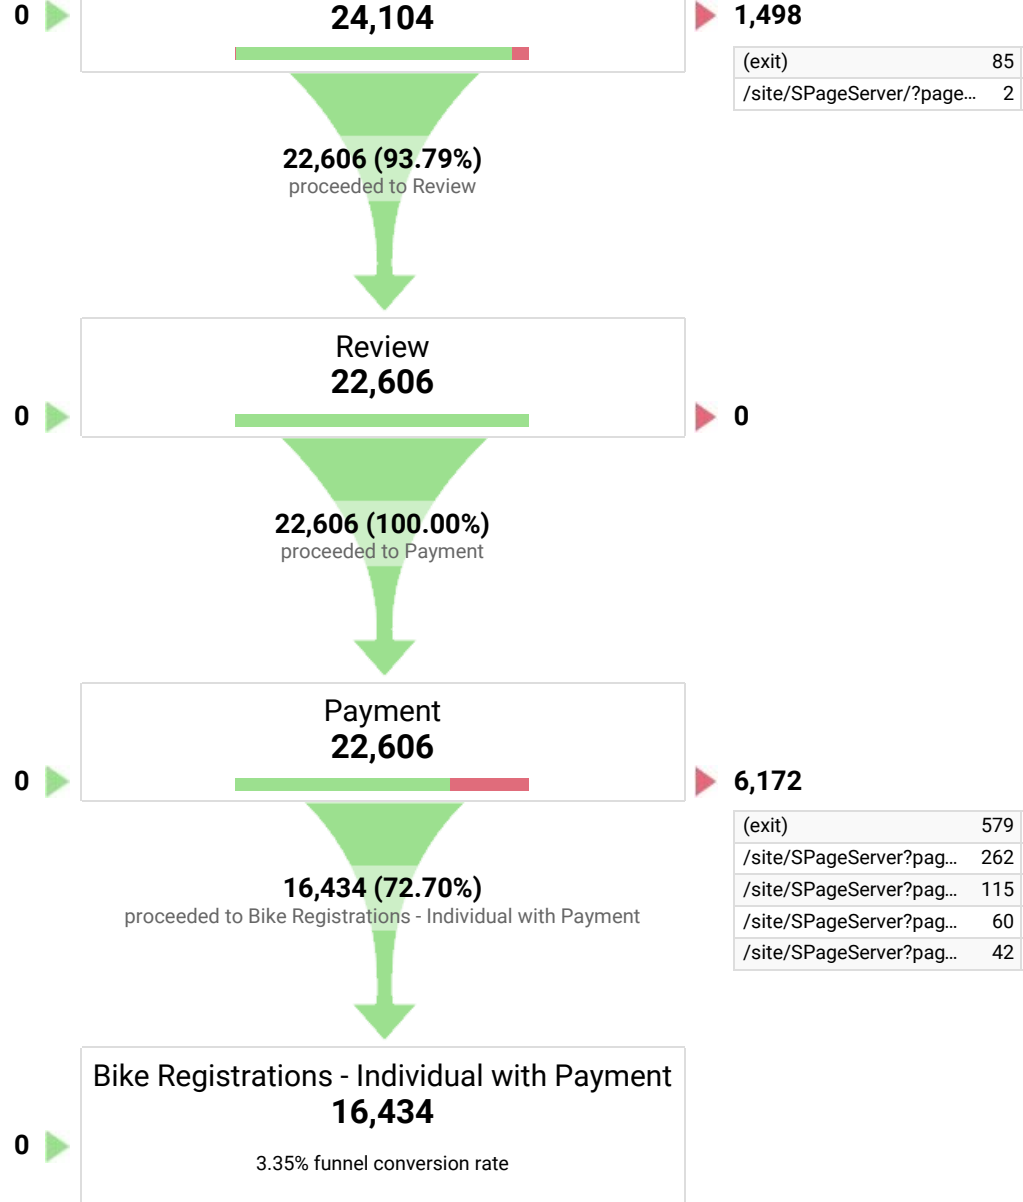 0
24,104
1,498
(exit) 85
/site/SPageServer/?page... 2
22,606 (93.79%)
proceeded to Review
Review
22,606
0
0
22,606 (100.00%)
proceeded to Payment
Payment
22,606
0
6,172
(exit) 579
/site/SPageServer?pag... 262
/site/SPageServer?pag... 115
/site/SPageServer?pag... 60
/site/SPageServer?pag... 42
16,434 (72.70%)
proceeded to Bike Registrations - Individual with Payment
Bike Registrations - Individual with Payment
16,434
0
3.35% funnel conversion rate